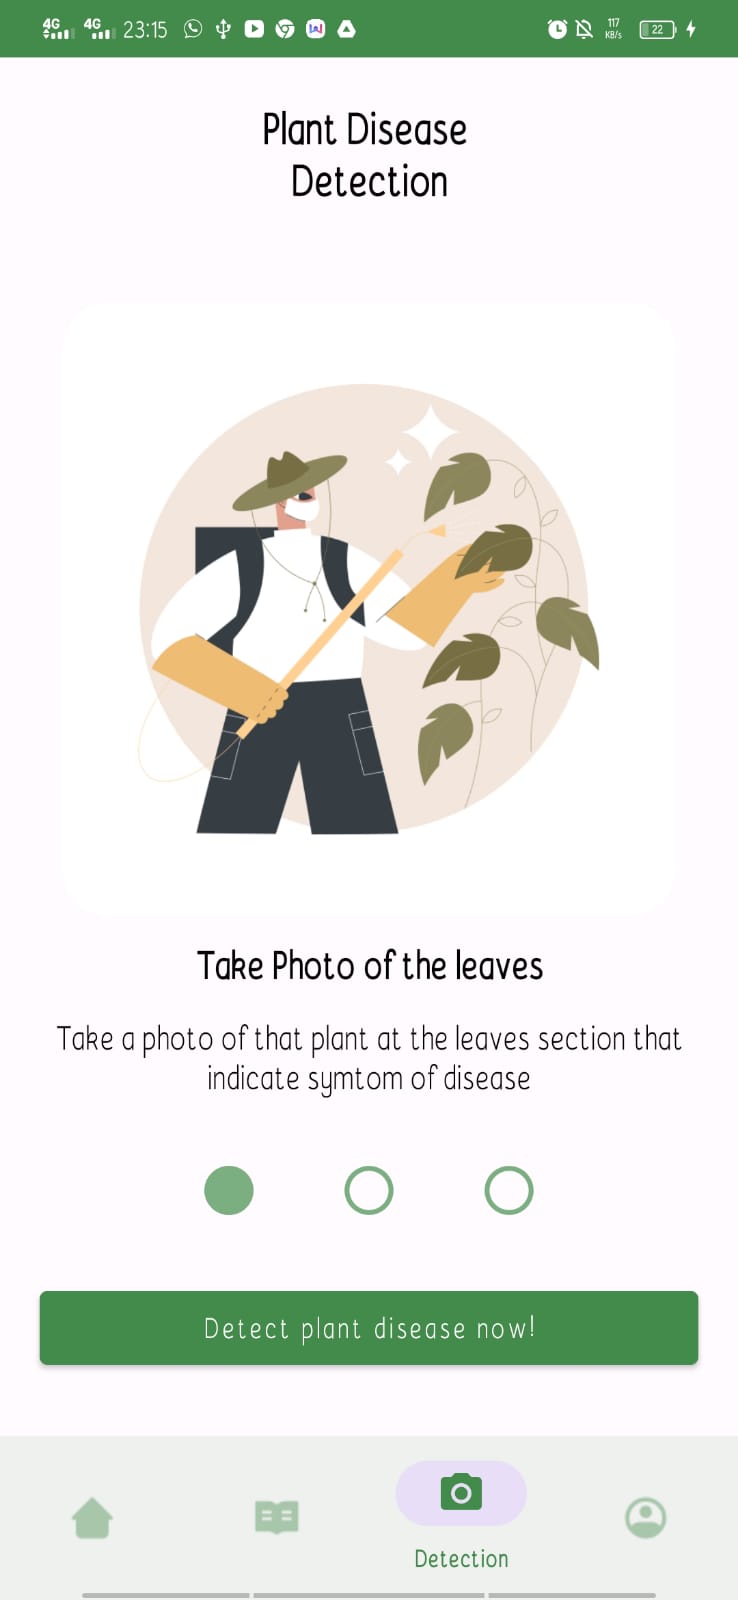 4G 4G 23:15 117 KB/s 22
Plant Disease
Detection
Take Photo of the leaves
Take a photo of that plant at the leaves section that
indicate symtom of disease
Detect plant disease now!
Detection